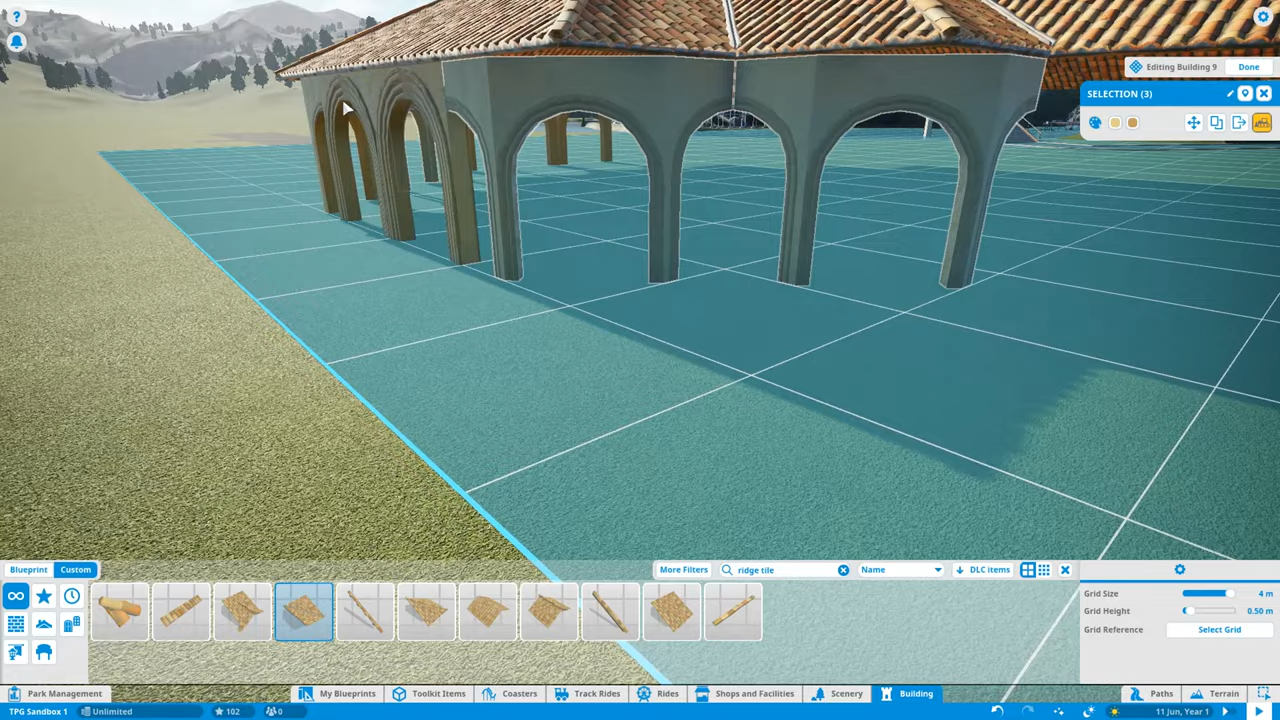 Editing Building 9
Done
SELECTION (3)
Blueprint
Custom
More Filters
ridge tile
Name
DLC items
Grid Size
4 m
Grid Height
0.50 m
Grid Reference
Select Grid
Park Management
My Blueprints
Toolkit Items
Coasters
Track Rides
Rides
Shops and Facilities
Scenery
Building
Paths
Terrain
TPG Sandbox 1
Unlimited
102
0
11 Jun, Year 1